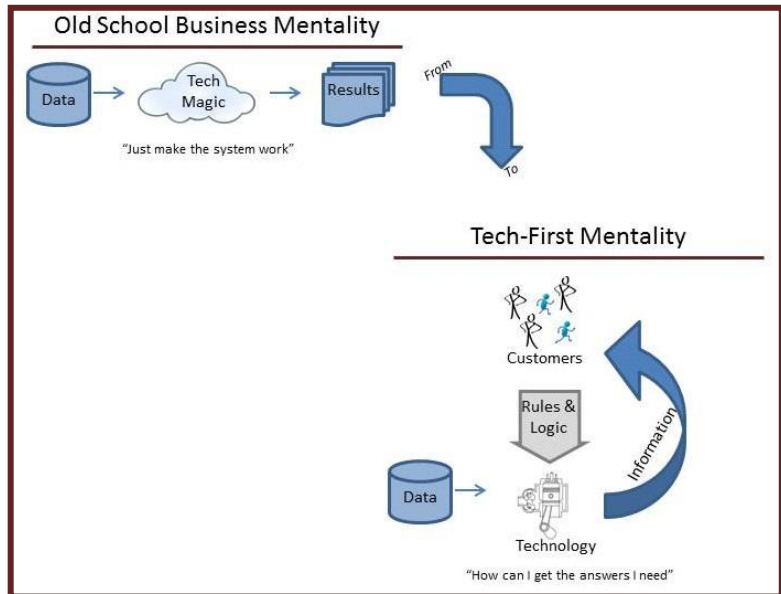 Old School Business Mentality
Data
Tech
Magic
Results
"Just make the system work"
From
To
Tech-First Mentality
Customers
Rules &
Logic
Information
Data
Technology
"How can I get the answers I need"